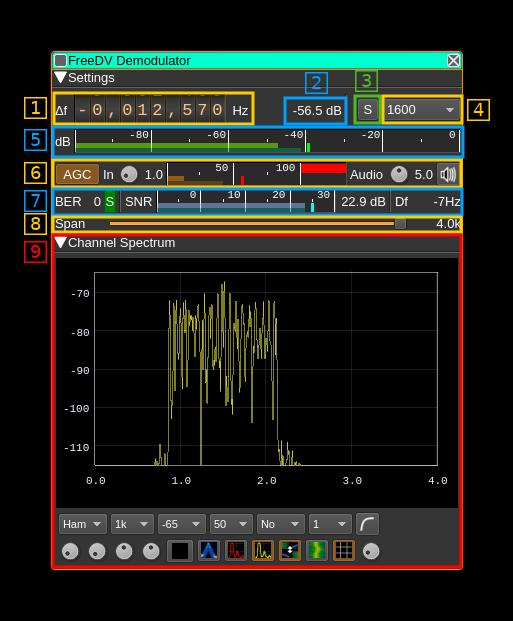 FreeDV Demodulator
Settings
1 Δf -0,012,570 Hz 2 -56.5 dB 3 S 1600 4
5 dB -80 -60 -40 -20 0
6 AGC In 1.0 50 100 Audio 5.0
7 BER 0 S SNR 0 10 20 30 22.9 dB Df -7Hz
8 Span 4.0k
9 Channel Spectrum
-70
-80
-90
-100
-110
0.0 1.0 2.0 3.0 4.0
Ham 1k -65 50 No 1